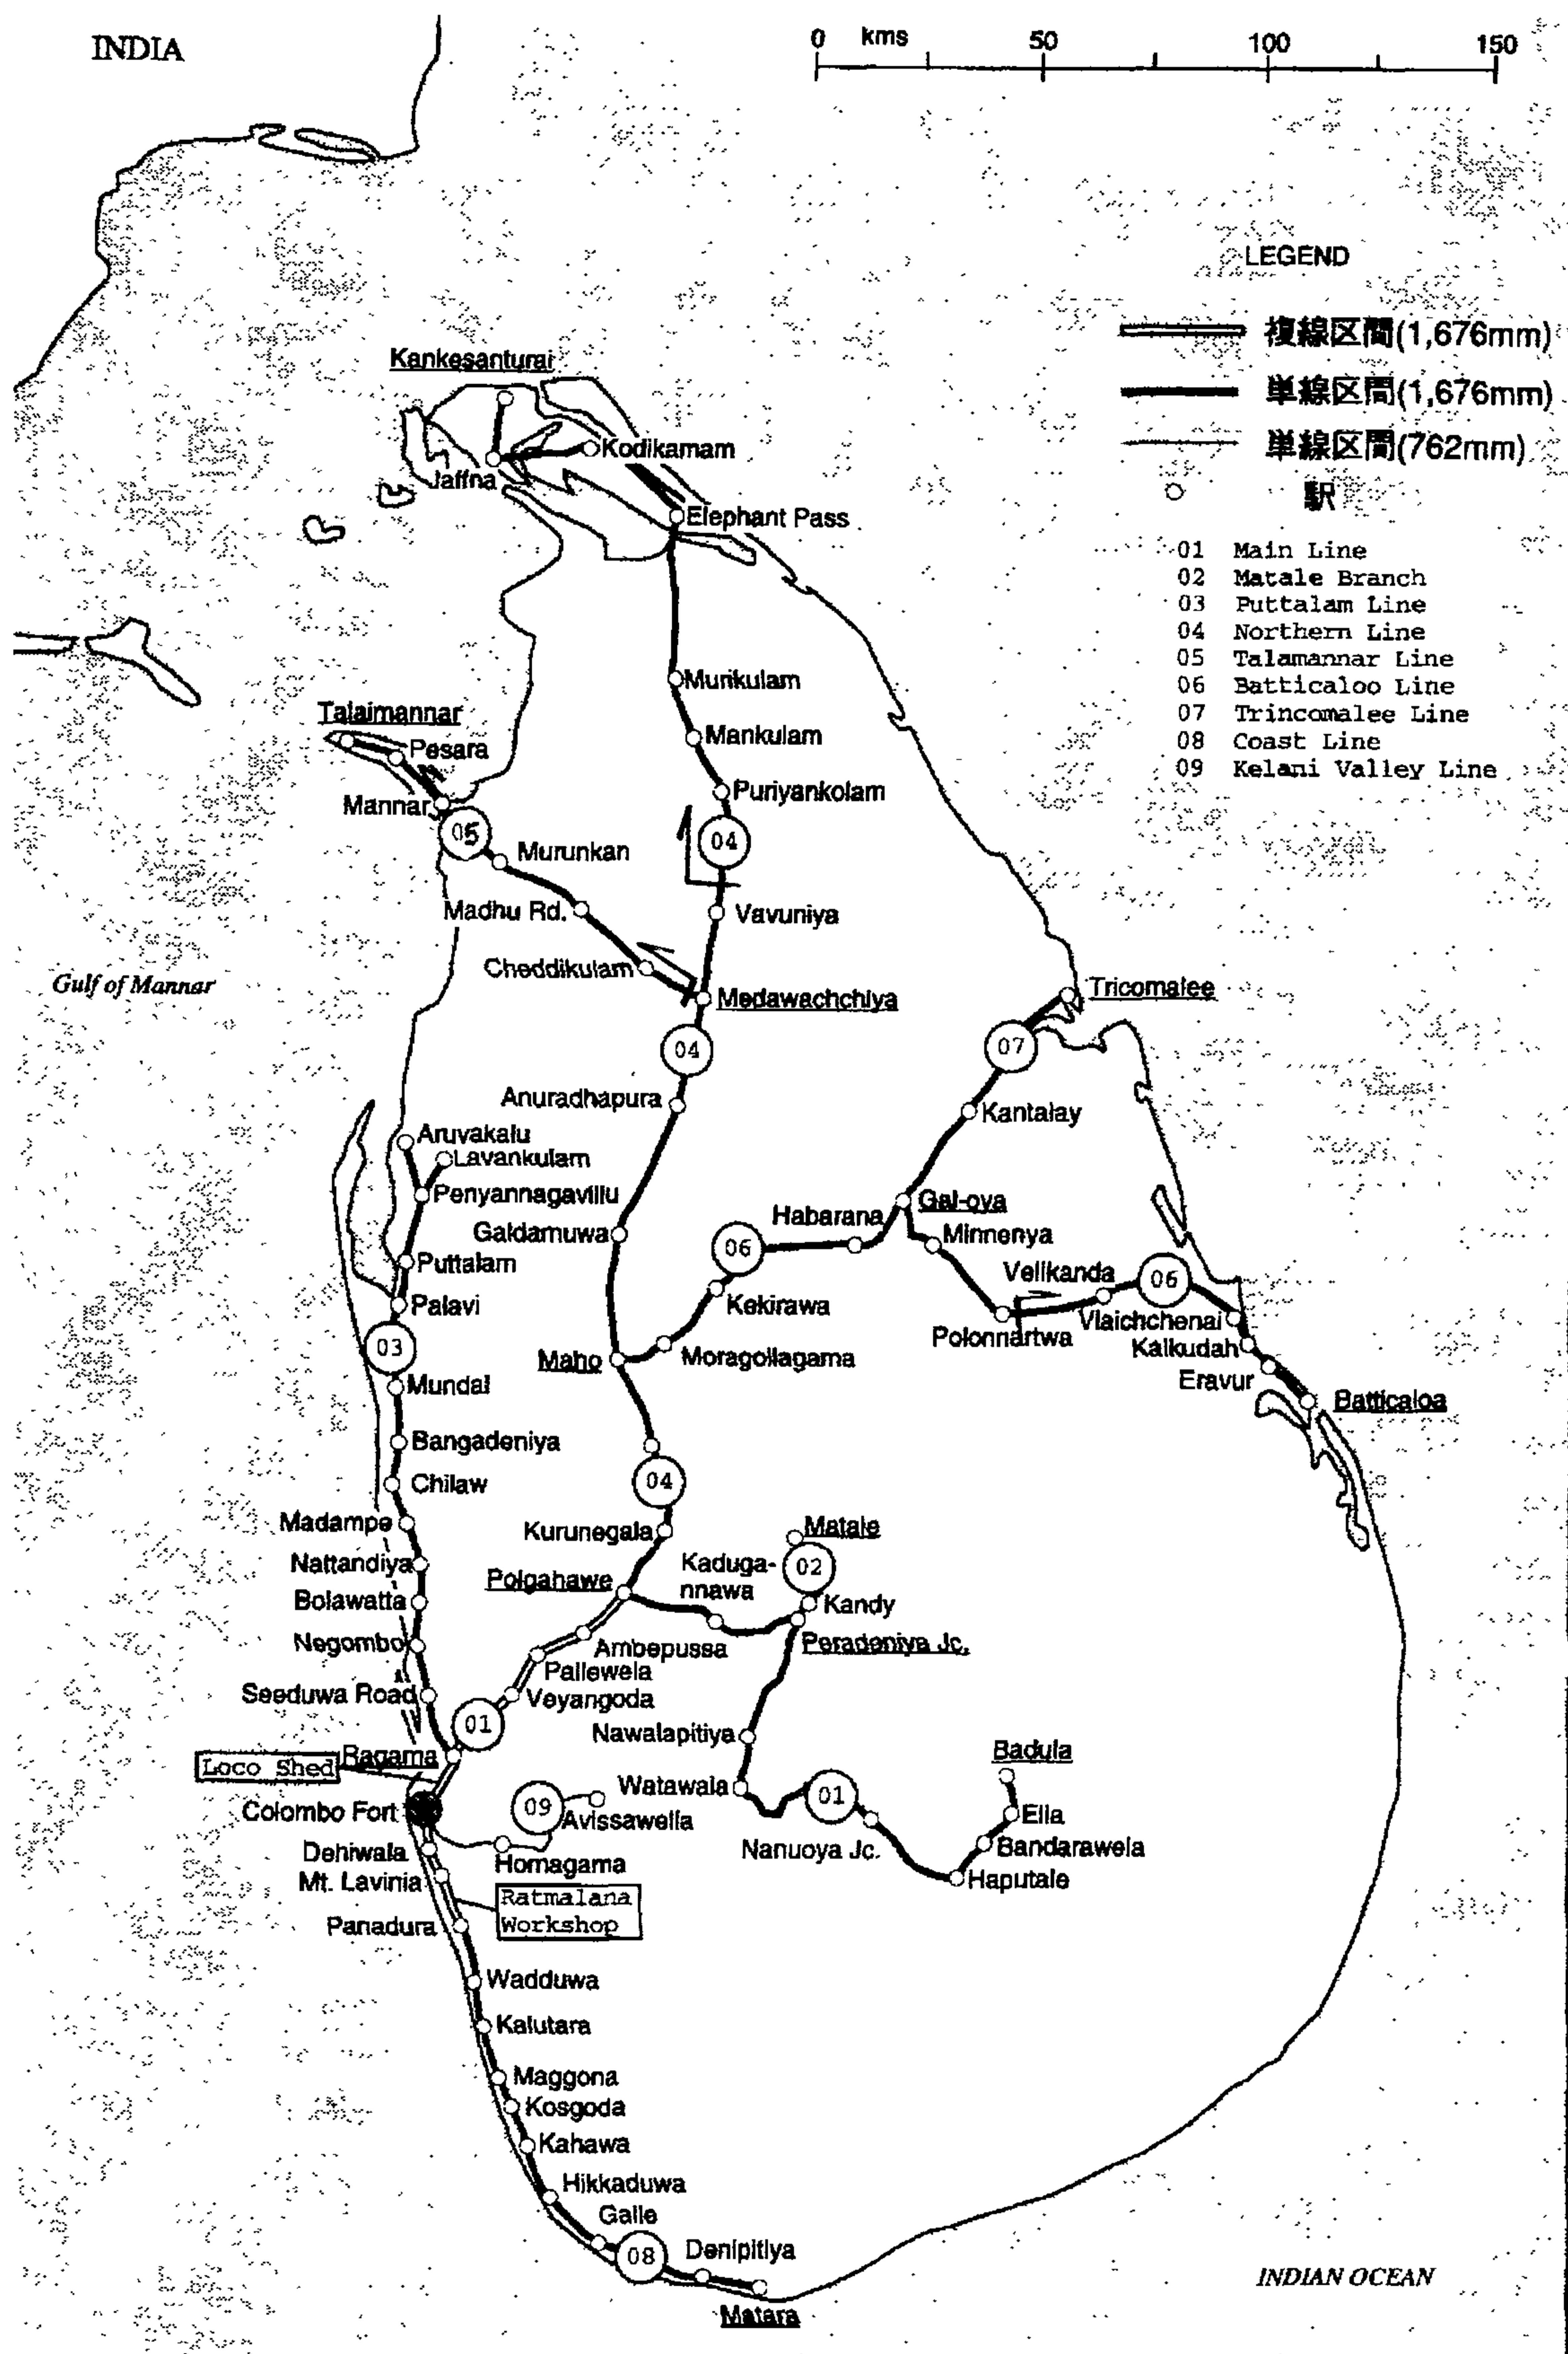 INDIA
0 kms 50 100 150
LEGEND
複線区間(1,676mm)
単線区間(1,676mm)
単線区間(762mm)
駅
01 Main Line
02 Matale Branch
03 Puttalam Line
04 Northern Line
05 Talamannar Line
06 Batticaloo Line
07 Trincomalee Line
08 Coast Line
09 Kelani Valley Line
Kankesanturai
Kodikamam
Jaffna
Elephant Pass
Murikulam
Talaimannar
Mankulam
Pesara
Puriyankolam
Mannar
05
04
Murunkan
Madhu Rd.
Vavuniya
Cheddikulam
Gulf of Mannar
Medawachchiya
Tricomalee
04
07
Anuradhapura
Kantalay
Aruvakalu
Lavankulam
Penyannagavillu
Gal-oya
Habarana
Galdamuwa
Minnenya
06
Puttalam
Velikanda
06
Palavi
Kekirawa
Vlaichchenai
Polonnartwa
03
Kalkudah
Maho
Moragollagama
Eravur
Mundal
Batticaloa
Bangadeniya
Chilaw
04
Madampe
Kurunegala
Matale
Nattandiya
Kaduga-
nnawa
02
Polgahawe
Bolawatta
Kandy
Negombo
Ambepussa
Peradeniya Jc.
Pallewela
Seeduwa Road
Veyangoda
01
Nawalapitiya
Ragama
Badula
Loco Shed
Watawala
01
Colombo Fort
09
Avissawella
Ella
Dehiwala
Nanuoya Jc.
Bandarawela
Homagama
Mt. Lavinia
Haputale
Ratmalana
Workshop
Panadura
Wadduwa
Kalutara
Maggona
Kosgoda
Kahawa
Hikkaduwa
Galle
08
Denipitiya
INDIAN OCEAN
Matara